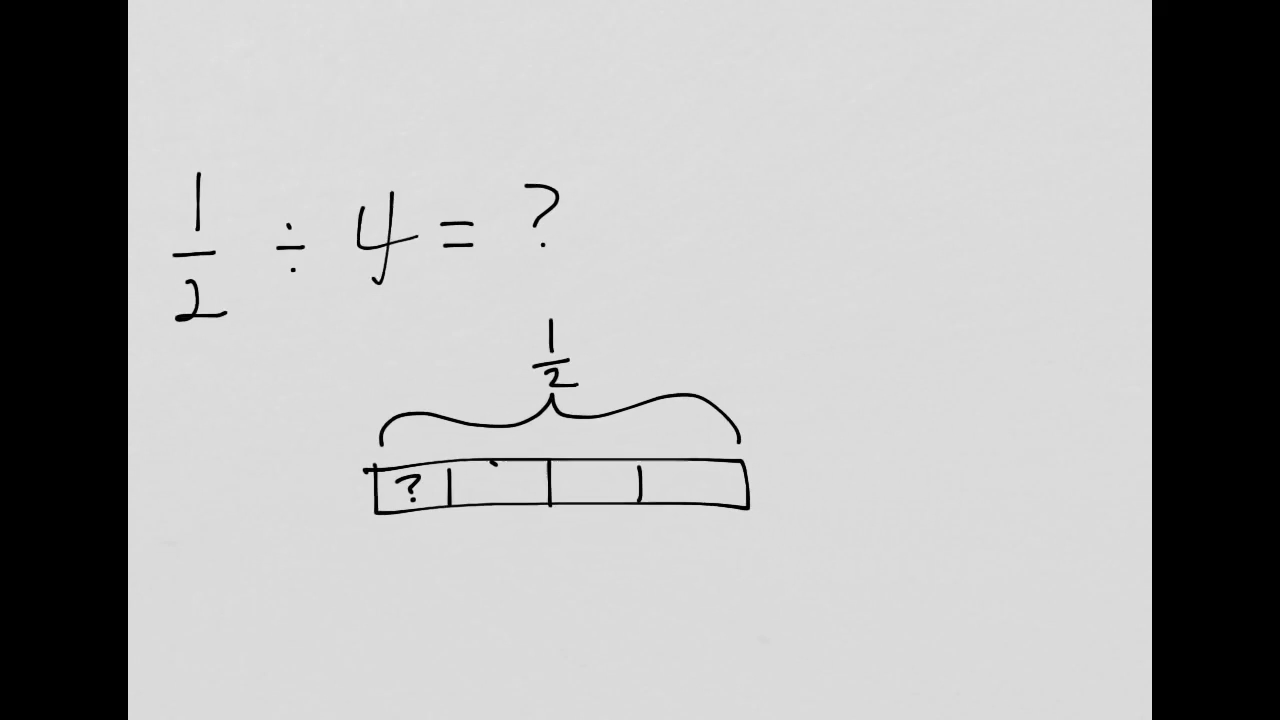 1/2 ÷ 4 = ?
1/2
?